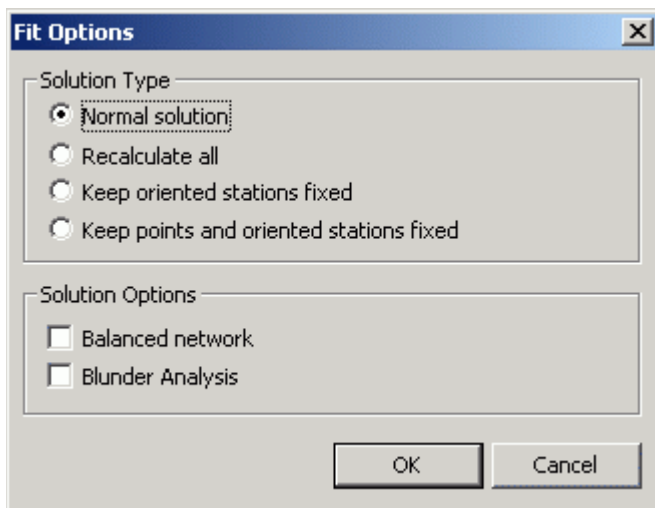 Fit Options
Solution Type
Normal solution
Recalculate all
Keep oriented stations fixed
Keep points and oriented stations fixed
Solution Options
Balanced network
Blunder Analysis
OK Cancel